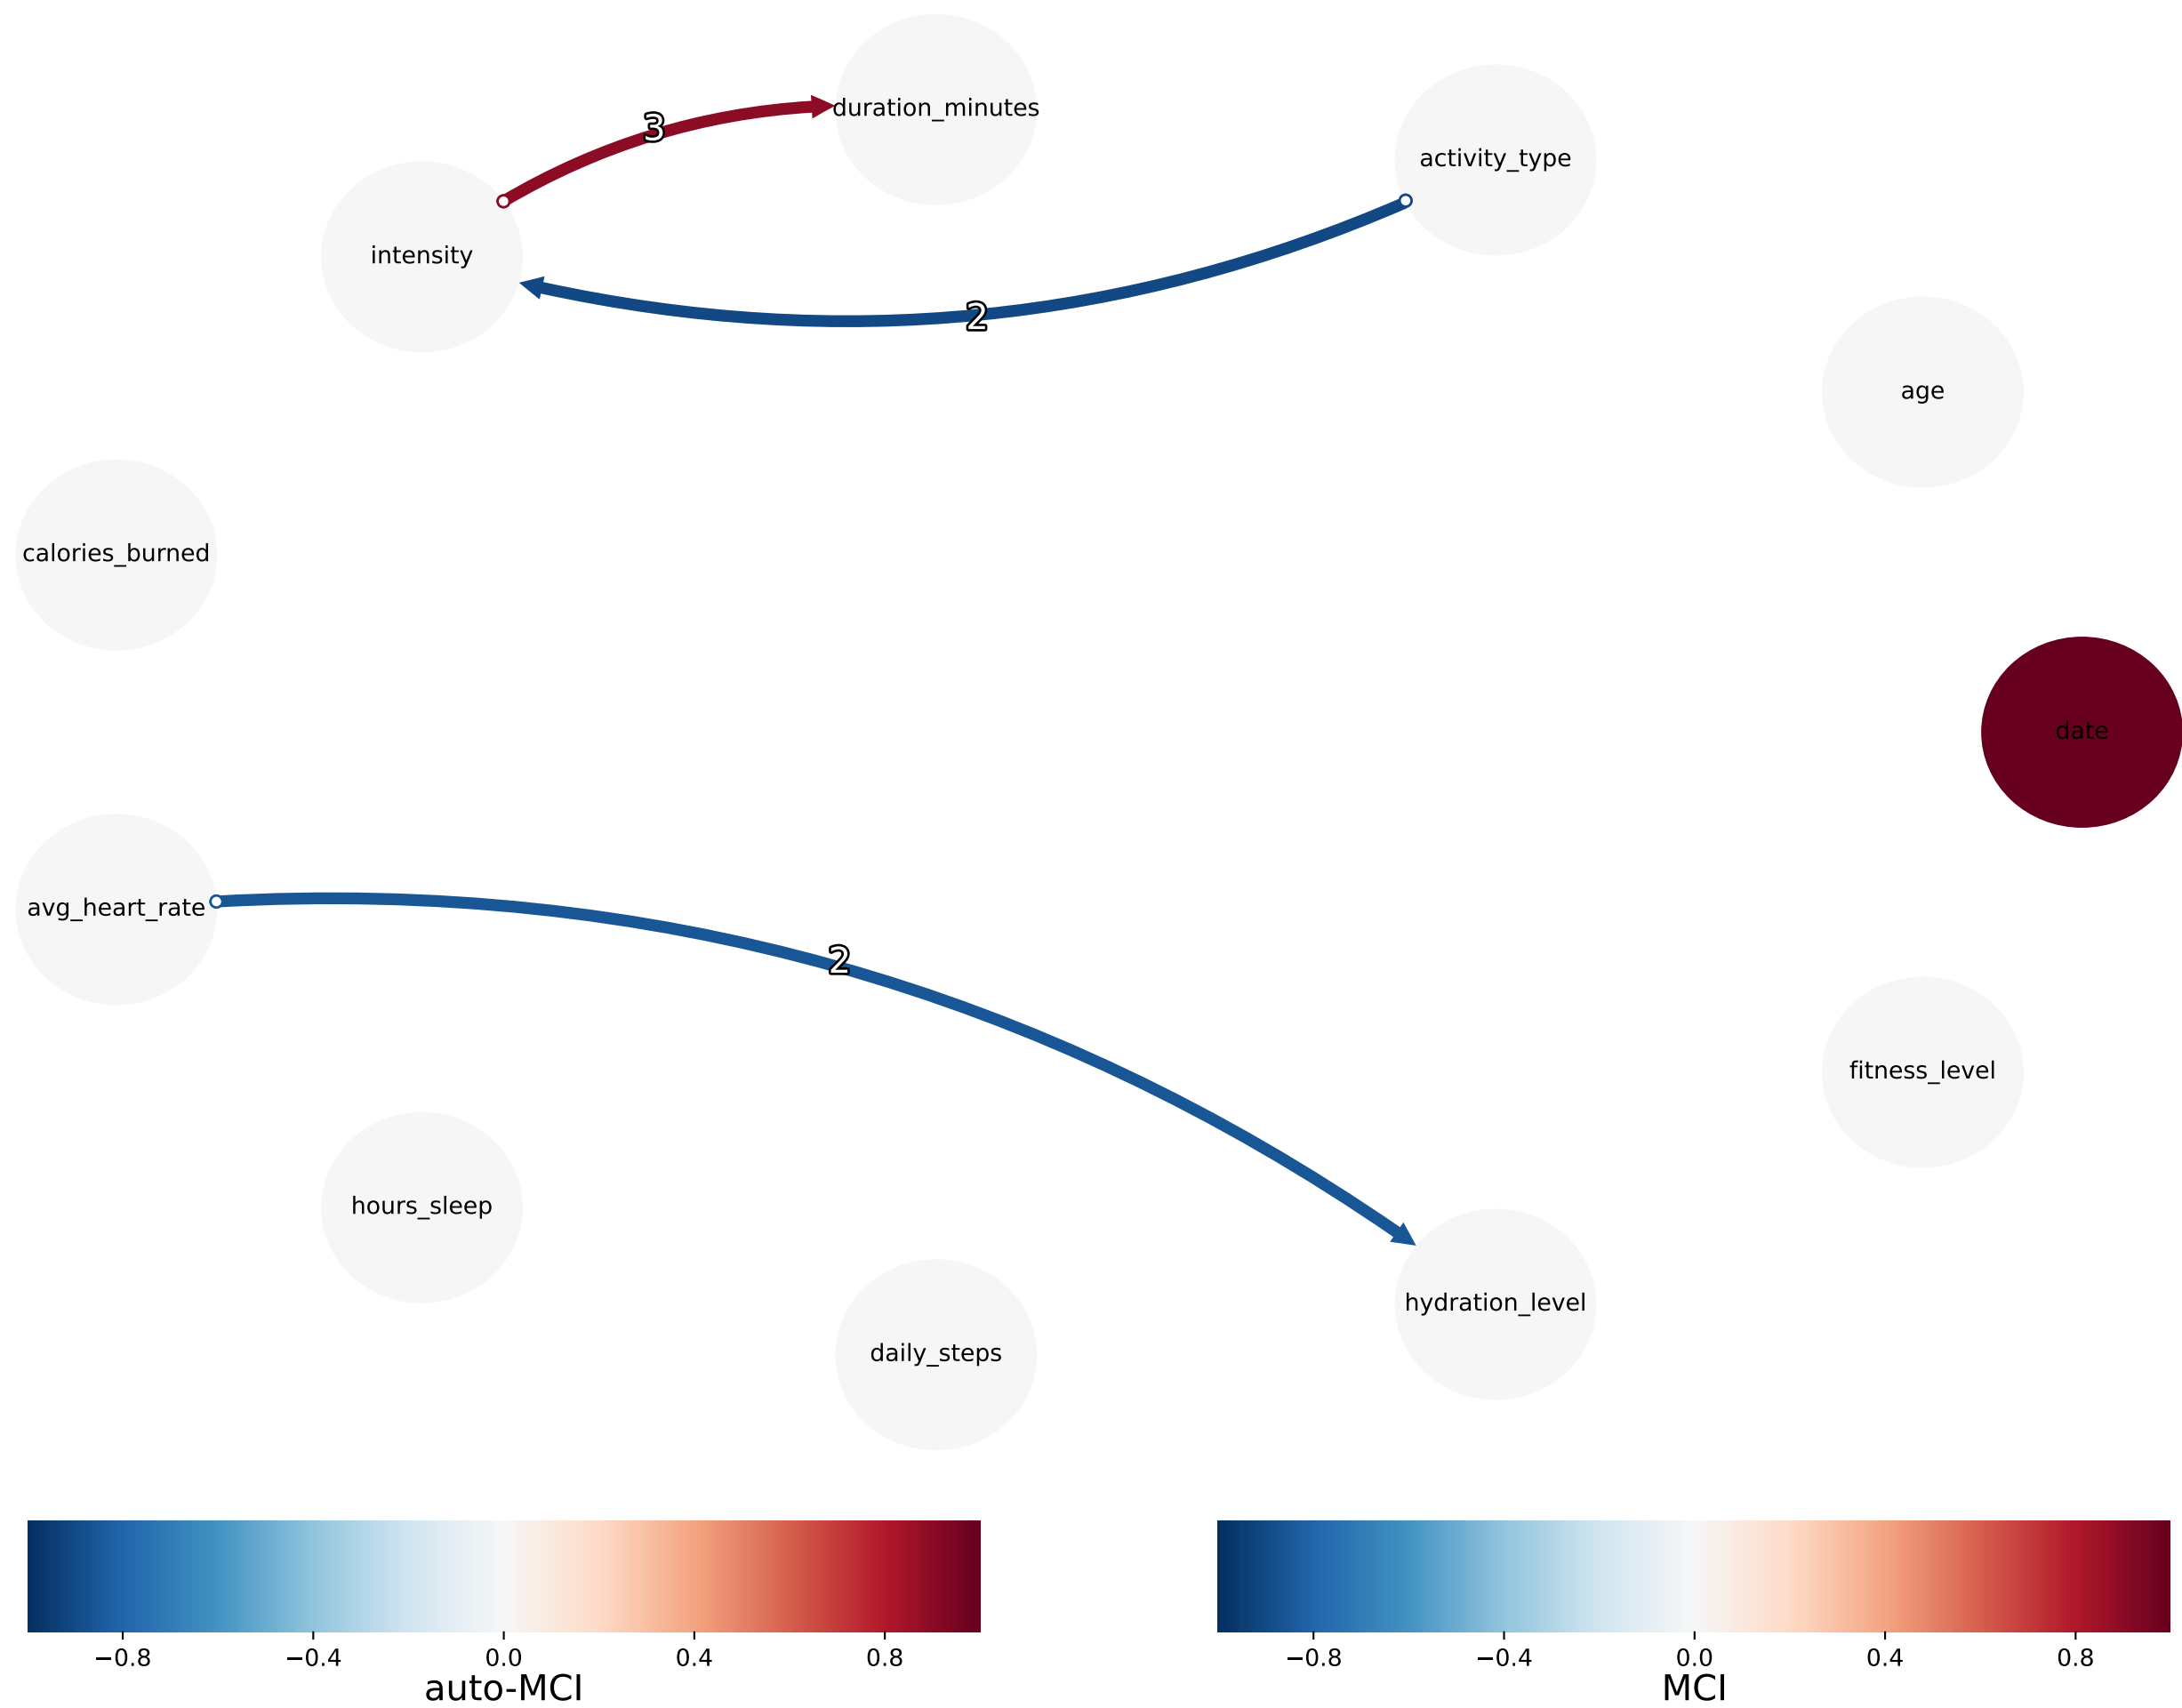 duration_minutes
activity_type
3
intensity
2
age
calories_burned
date
avg_heart_rate
2
fitness_level
hours_sleep
hydration_level
daily_steps
−0.8 −0.4 0.0 0.4 0.8
auto-MCI
−0.8 −0.4 0.0 0.4 0.8
MCI